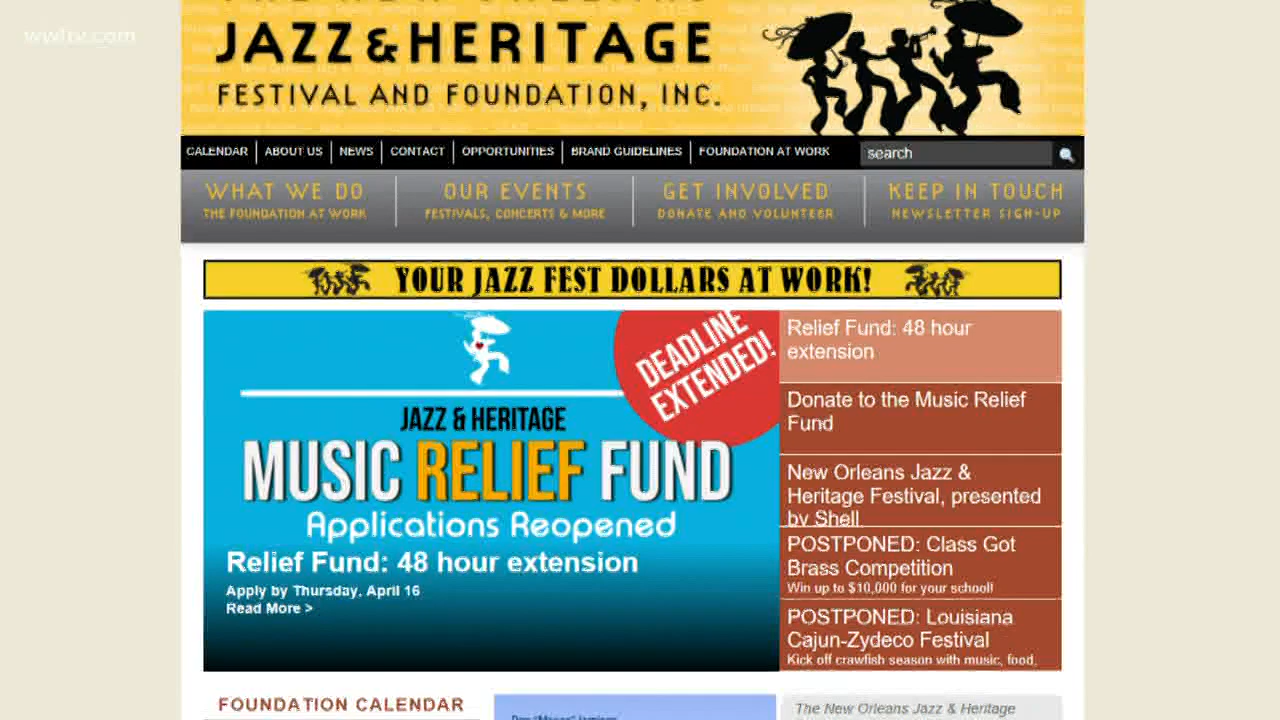 wwltv.com
THE NEW ORLEANS
JAZZ & HERITAGE
FESTIVAL AND FOUNDATION, INC.
CALENDAR
ABOUT US
NEWS
CONTACT
OPPORTUNITIES
BRAND GUIDELINES
FOUNDATION AT WORK
search
WHAT WE DO
THE FOUNDATION AT WORK
OUR EVENTS
FESTIVALS, CONCERTS & MORE
GET INVOLVED
DONATE AND VOLUNTEER
KEEP IN TOUCH
NEWSLETTER SIGN-UP
YOUR JAZZ FEST DOLLARS AT WORK!
DEADLINE
EXTENDED!
JAZZ & HERITAGE
MUSIC RELIEF FUND
Applications Reopened
Relief Fund: 48 hour extension
Apply by Thursday, April 16
Read More >
Relief Fund: 48 hour
extension
Donate to the Music Relief
Fund
New Orleans Jazz &
Heritage Festival, presented
by Shell
POSTPONED: Class Got
Brass Competition
Win up to $10,000 for your school!
POSTPONED: Louisiana
Cajun-Zydeco Festival
Kick off crawfish season with music, food,
FOUNDATION CALENDAR
The New Orleans Jazz & Heritage